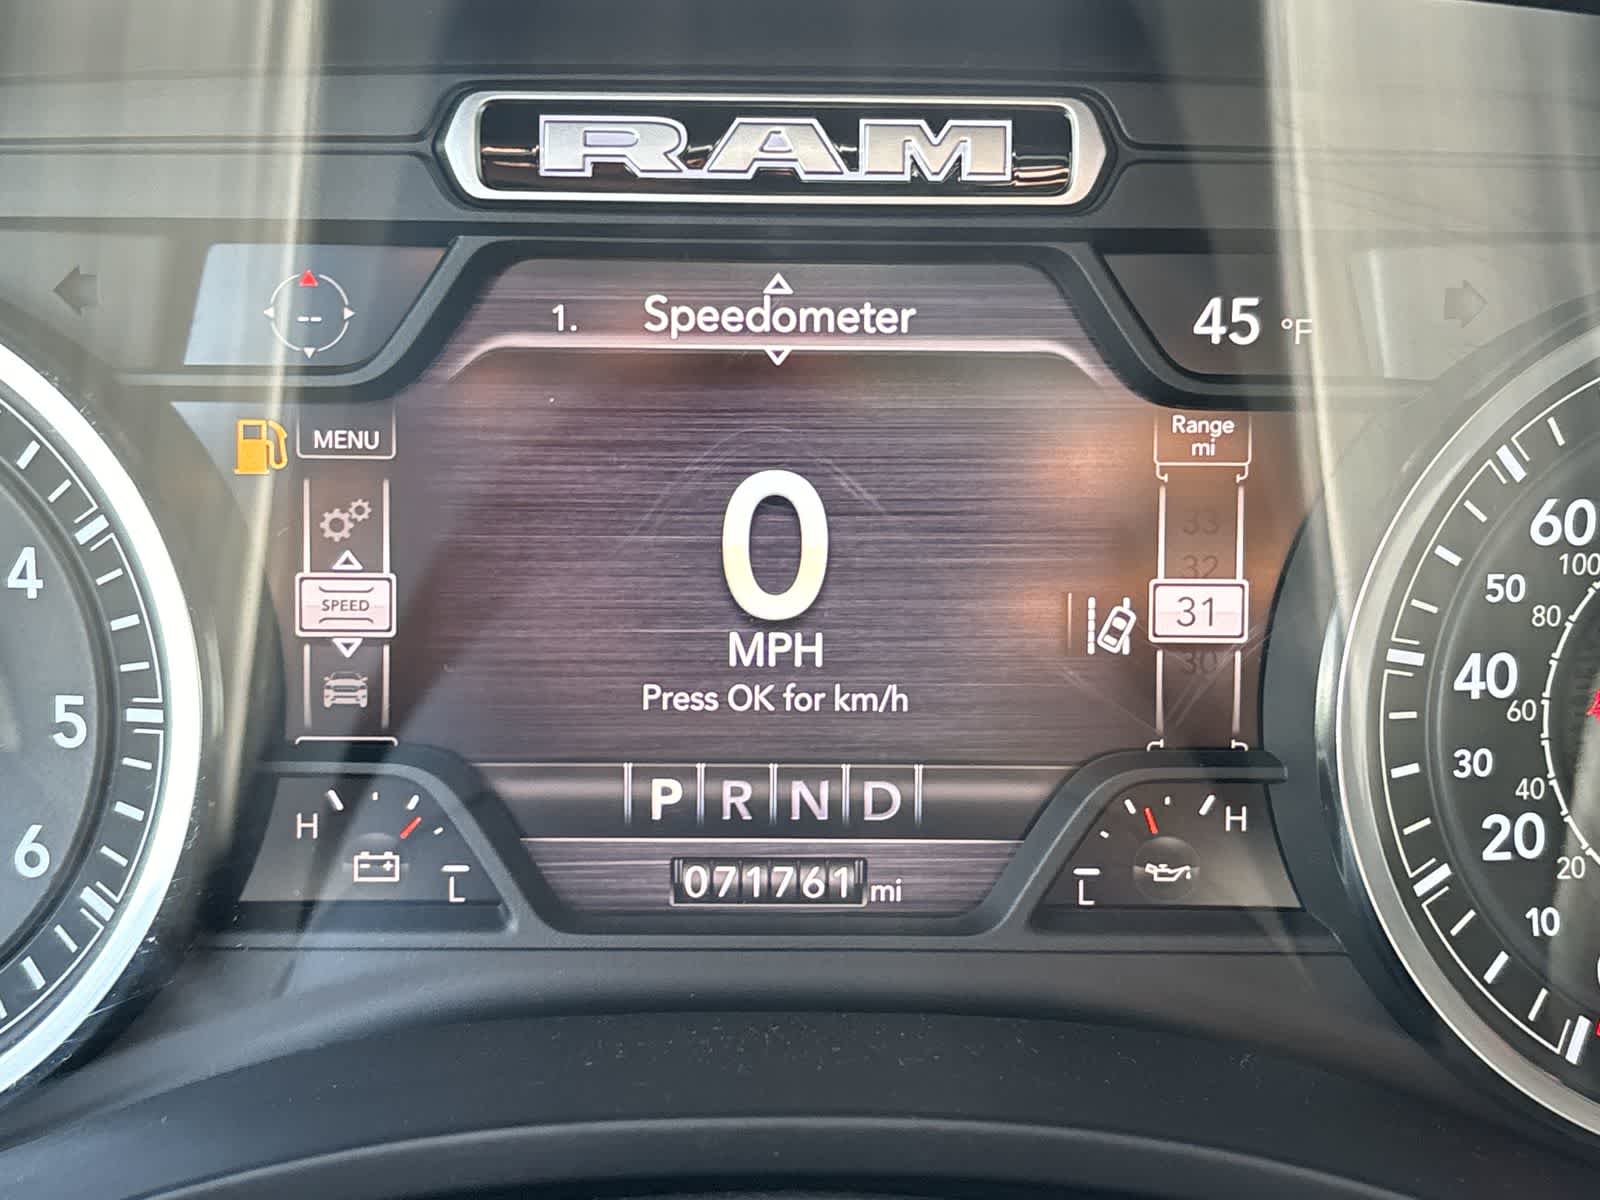 RAM
1. Speedometer
--
45 °F
MENU
Range
mi
33
32
31
30
SPEED
0
MPH
Press OK for km/h
P R N D
H
L
071761 mi
H
L
4
5
6
60
50
40
30
20
10
100
80
60
40
20